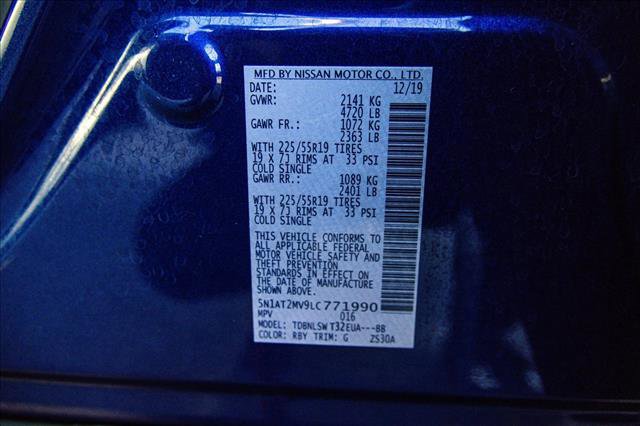 MFD BY NISSAN MOTOR CO., LTD.
DATE: 12/19
GVWR: 2141 KG
4720 LB
GAWR FR.: 1072 KG
2363 LB
WITH 225/55R19 TIRES
19 X 7J RIMS AT 33 PSI
COLD SINGLE
GAWR RR.: 1089 KG
2401 LB
WITH 225/55R19 TIRES
19 X 7J RIMS AT 33 PSI
COLD SINGLE
THIS VEHICLE CONFORMS TO
ALL APPLICABLE FEDERAL
MOTOR VEHICLE SAFETY AND
THEFT PREVENTION
STANDARDS IN EFFECT ON
THE DATE OF MANUFACTURE
SHOWN ABOVE.
5N1AT2MV9LC771990
MPV 016
MODEL: TDBNLSW T32EUA---BB
COLOR: RBY TRIM: G ZS30A